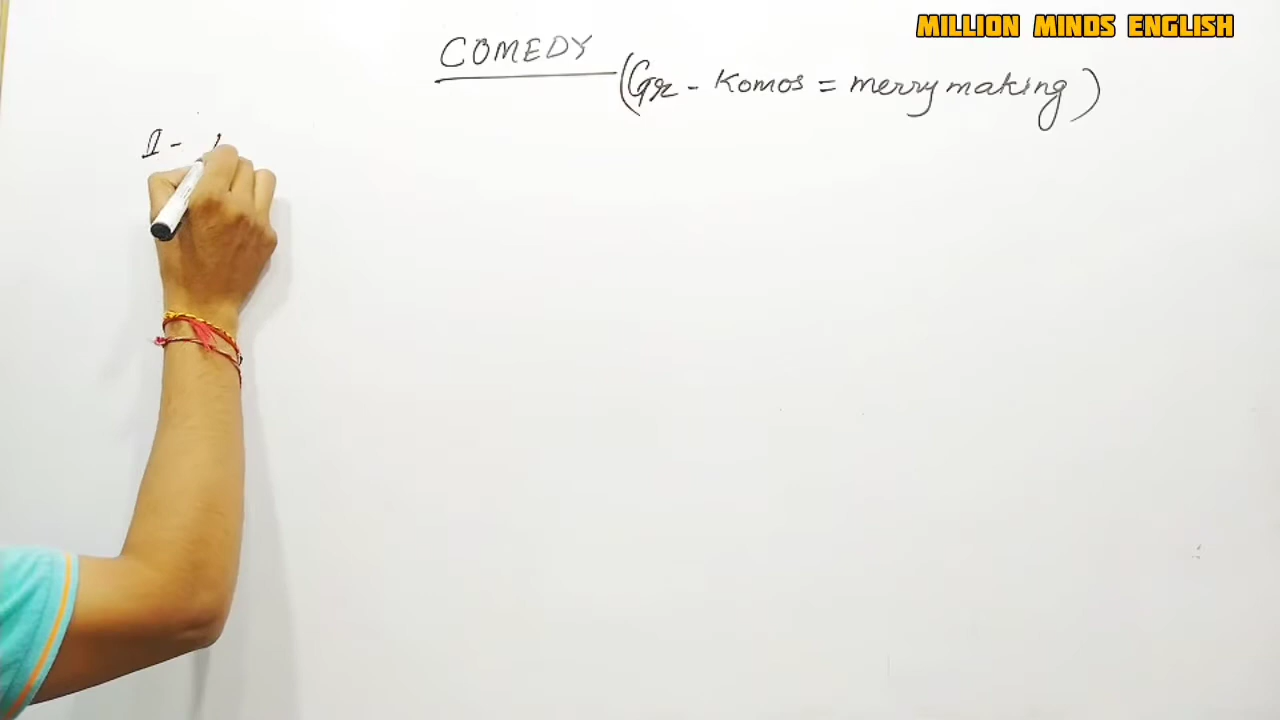 MILLION MINDS ENGLISH
COMEDY
(Gr - Komos = merry making)
I -